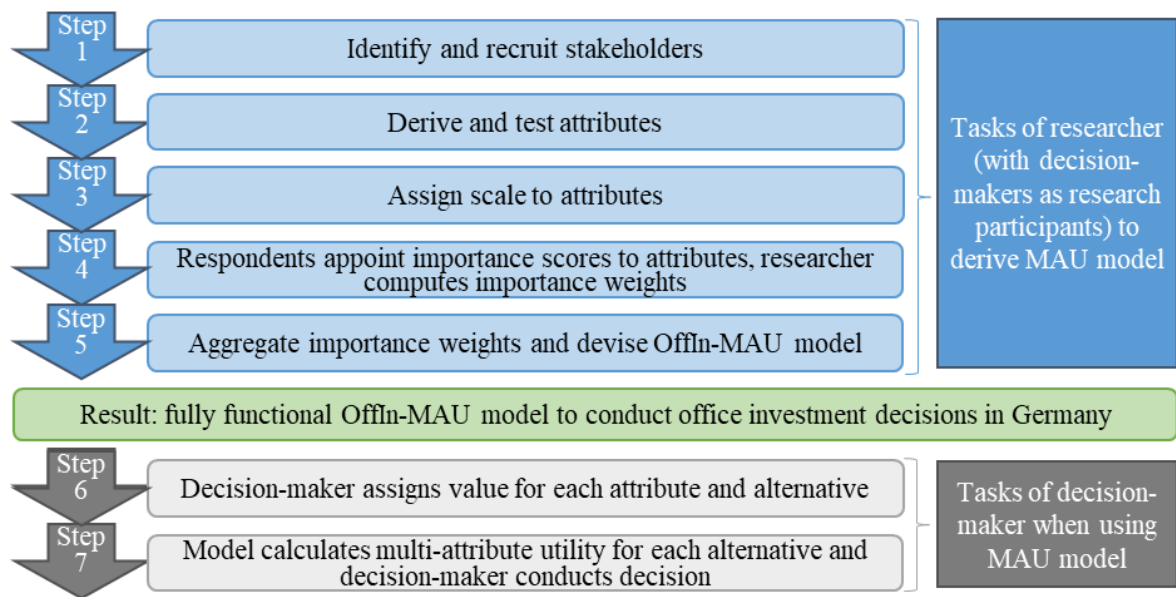 Step
1
Identify and recruit stakeholders
Step
2
Derive and test attributes
Step
3
Assign scale to attributes
Step
4
Respondents appoint importance scores to attributes, researcher
computes importance weights
Step
5
Aggregate importance weights and devise OffIn-MAU model
Tasks of researcher
(with decision-
makers as research
participants) to
derive MAU model
Result: fully functional OffIn-MAU model to conduct office investment decisions in Germany
Step
6
Decision-maker assigns value for each attribute and alternative
Step
7
Model calculates multi-attribute utility for each alternative and
decision-maker conducts decision
Tasks of decision-
maker when using
MAU model